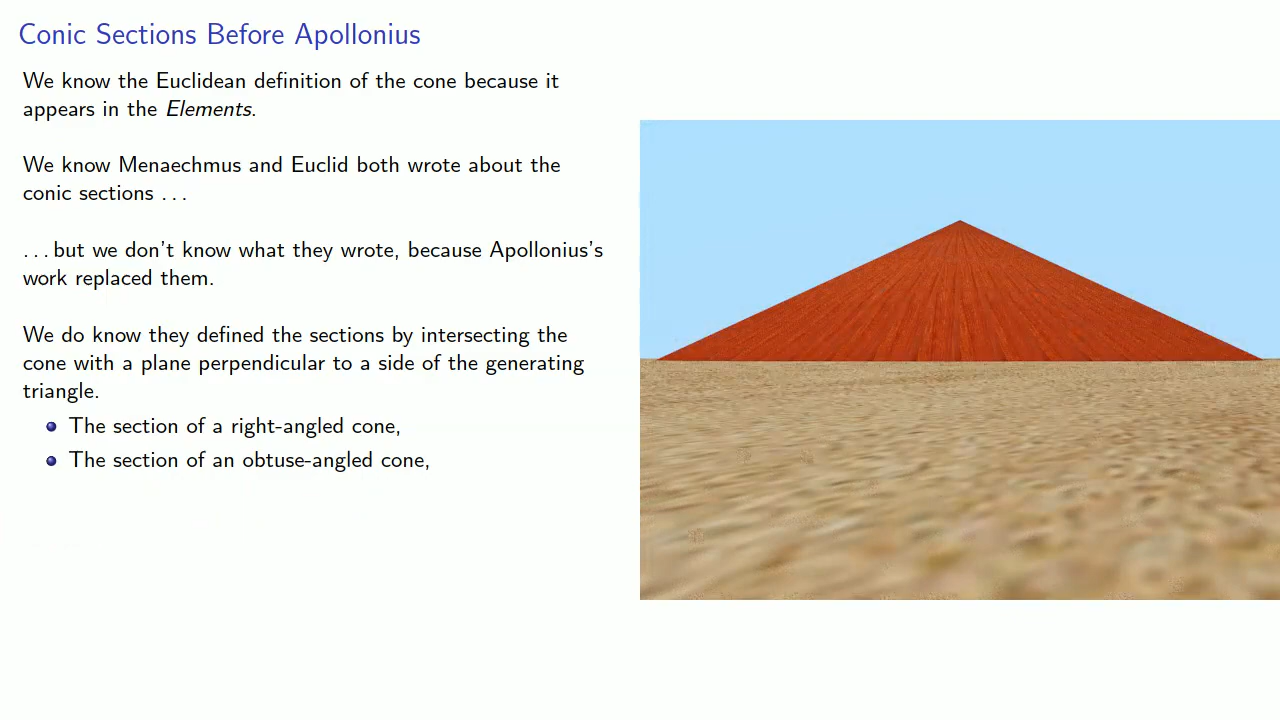 Conic Sections Before Apollonius
We know the Euclidean definition of the cone because it
appears in the Elements.
We know Menaechmus and Euclid both wrote about the
conic sections . . .
. . . but we don't know what they wrote, because Apollonius's
work replaced them.
We do know they defined the sections by intersecting the
cone with a plane perpendicular to a side of the generating
triangle.
The section of a right-angled cone,
The section of an obtuse-angled cone,